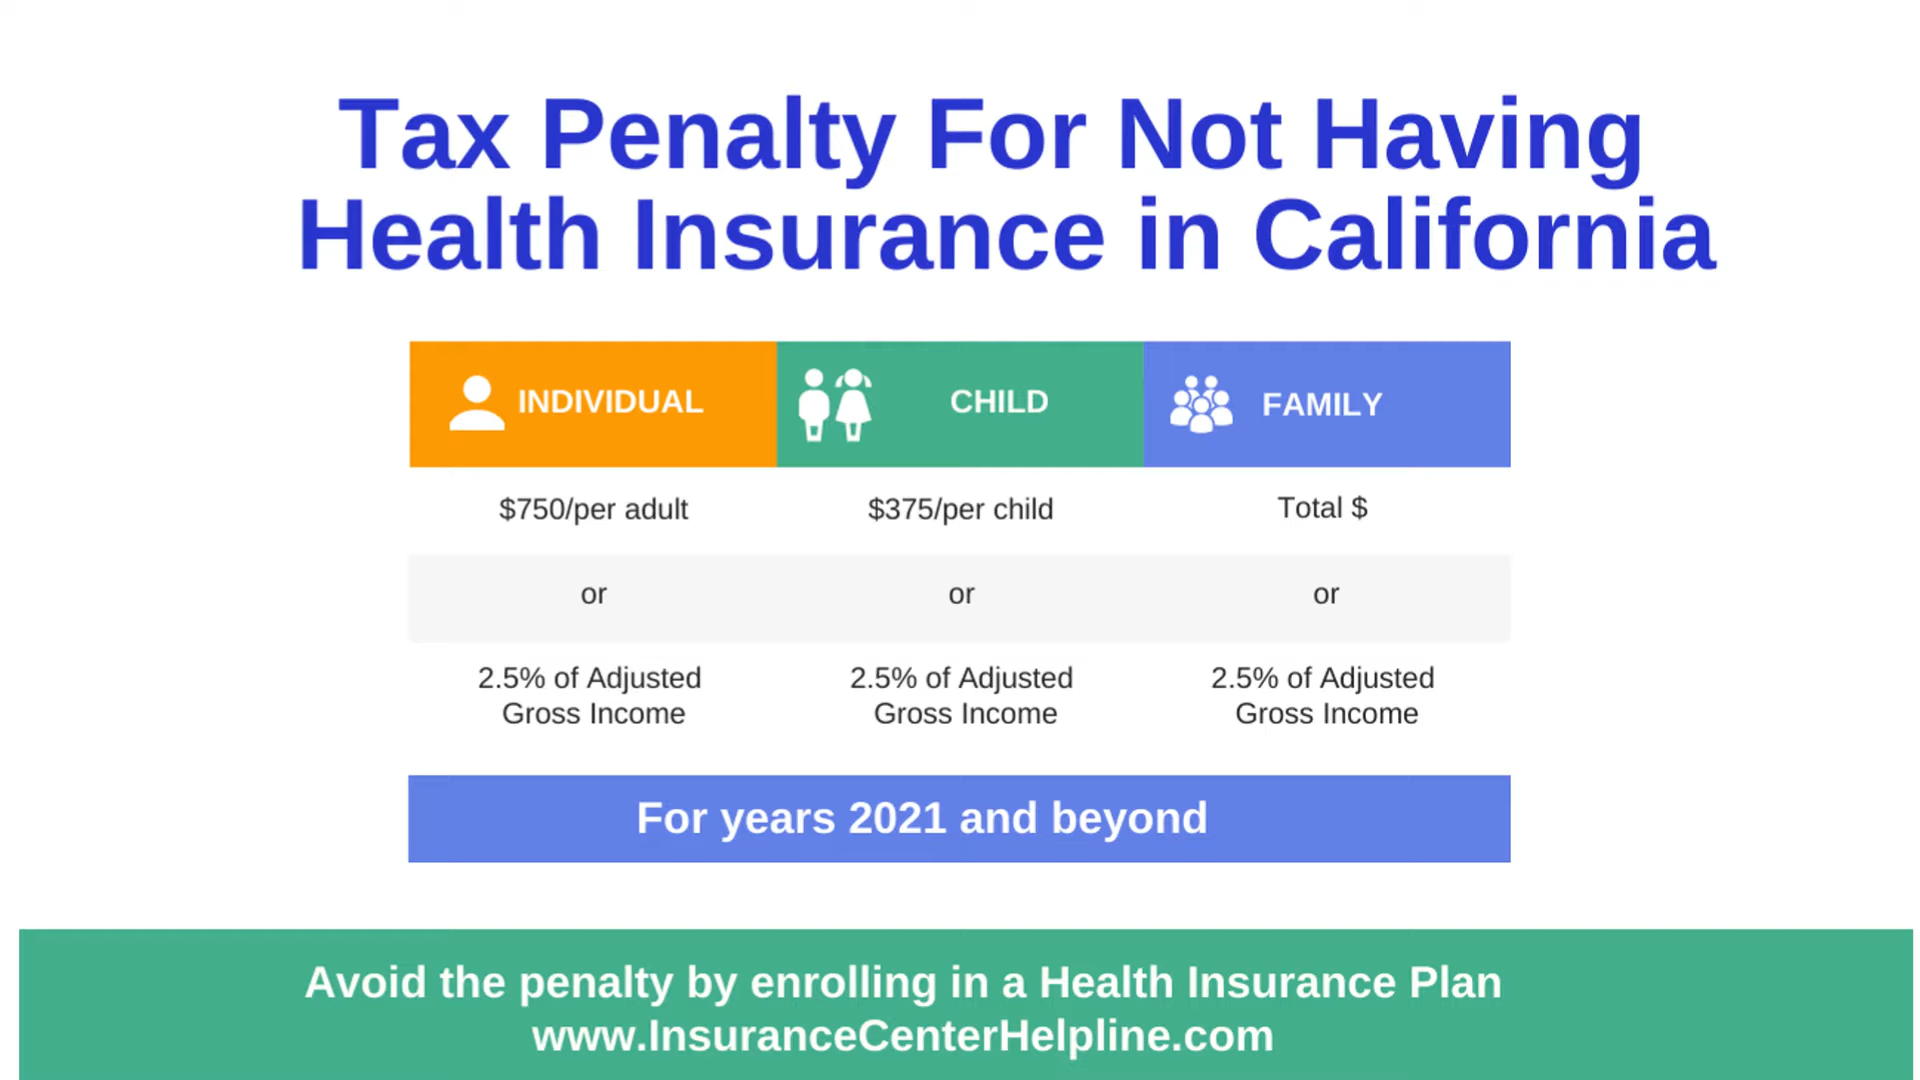 Tax Penalty For Not Having
Health Insurance in California
INDIVIDUAL
CHILD
FAMILY
$750/per adult
$375/per child
Total $
or
or
or
2.5% of Adjusted
Gross Income
2.5% of Adjusted
Gross Income
2.5% of Adjusted
Gross Income
For years 2021 and beyond
Avoid the penalty by enrolling in a Health Insurance Plan
www.InsuranceCenterHelpline.com